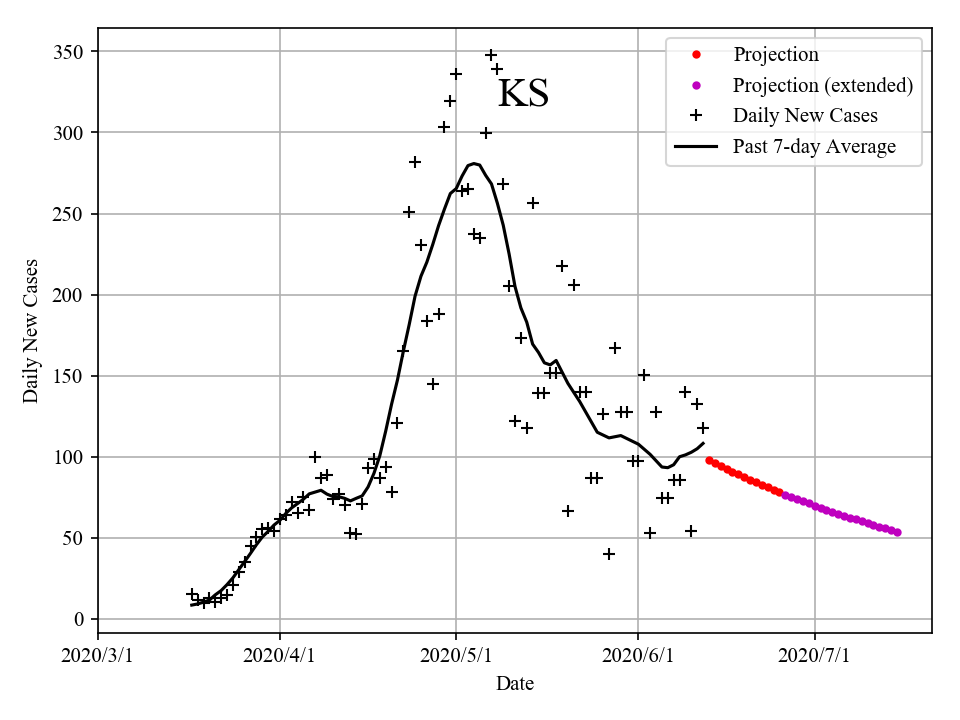 350
300
250
200
150
100
50
0
Daily New Cases
KS
Projection
Projection (extended)
Daily New Cases
Past 7-day Average
2020/3/1 2020/4/1 2020/5/1 2020/6/1 2020/7/1
Date